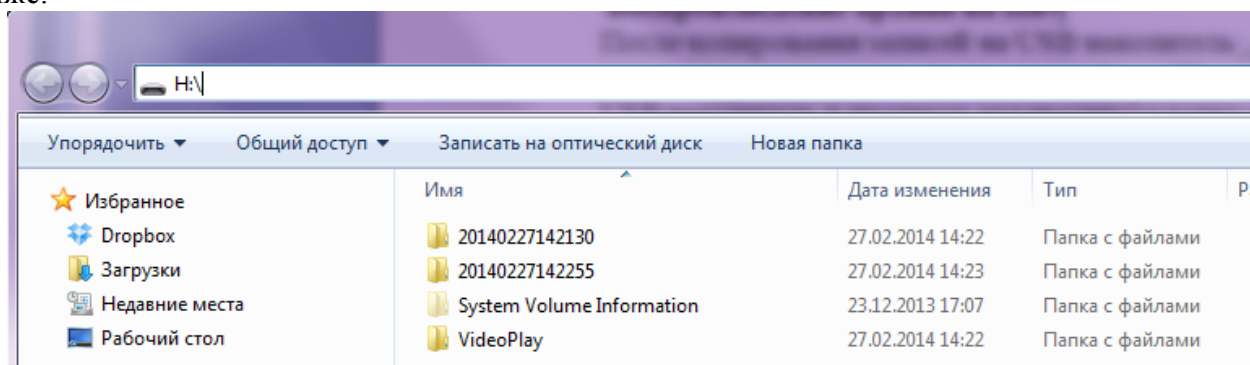 H:\
Упорядочить Общий доступ Записать на оптический диск Новая папка
Избранное
Dropbox
Загрузки
Недавние места
Рабочий стол
Имя Дата изменения Тип Р
20140227142130 27.02.2014 14:22 Папка с файлами
20140227142255 27.02.2014 14:23 Папка с файлами
System Volume Information 23.12.2013 17:07 Папка с файлами
VideoPlay 27.02.2014 14:22 Папка с файлами